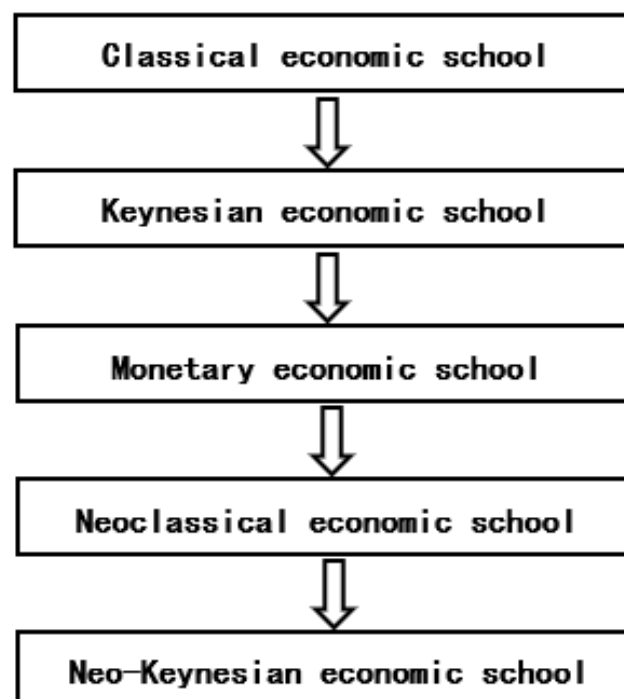 Classical economic school
Keynesian economic school
Monetary economic school
Neoclassical economic school
Neo-Keynesian economic school